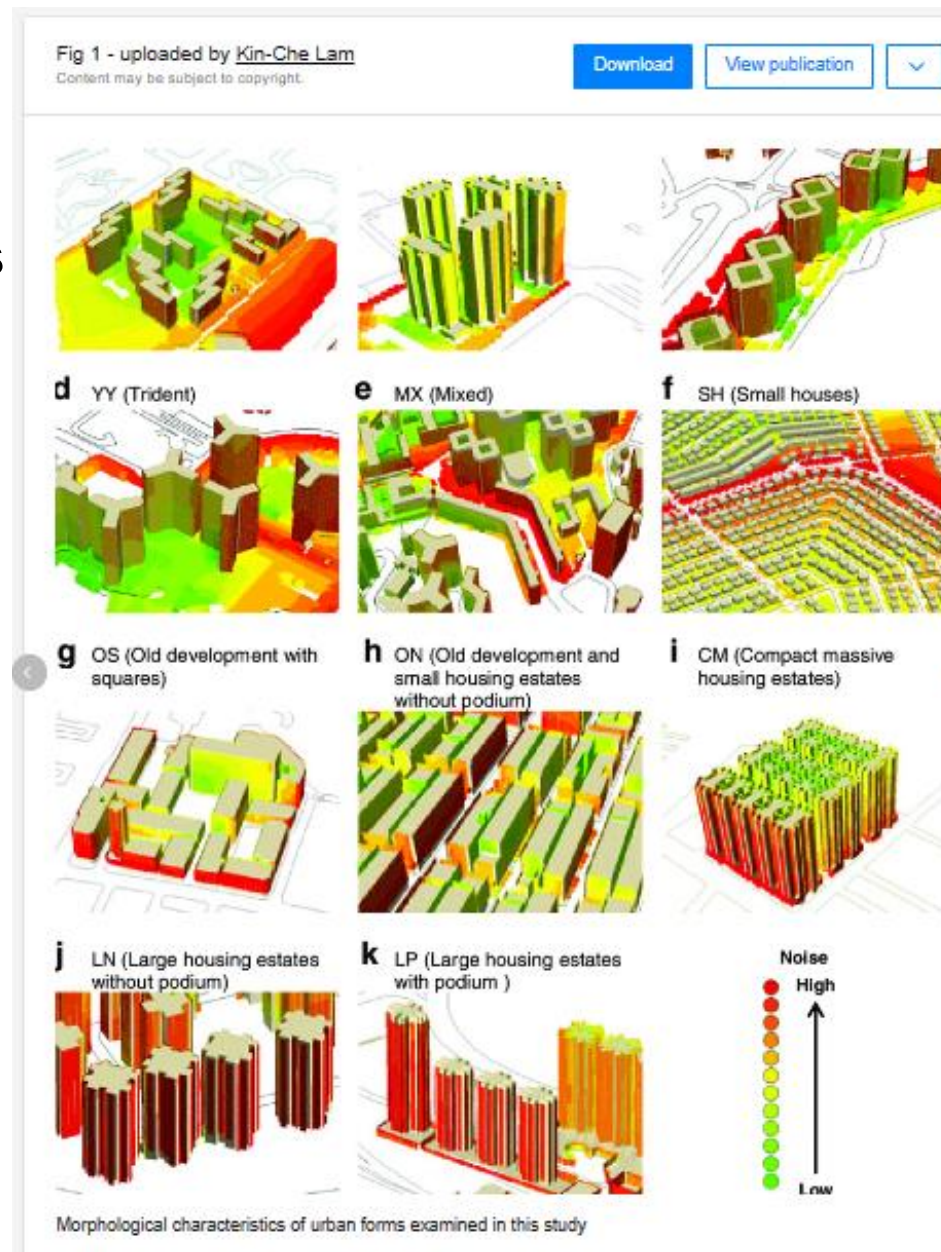 Fig 1 - uploaded by Kin-Che Lam
Content may be subject to copyright.
Download
View publication
d YY (Trident)
e MX (Mixed)
f SH (Small houses)
g OS (Old development with
squares)
h ON (Old development and
small housing estates
without podium)
i CM (Compact massive
housing estates)
j LN (Large housing estates
without podium)
k LP (Large housing estates
with podium )
Noise
High
Low
Morphological characteristics of urban forms examined in this study